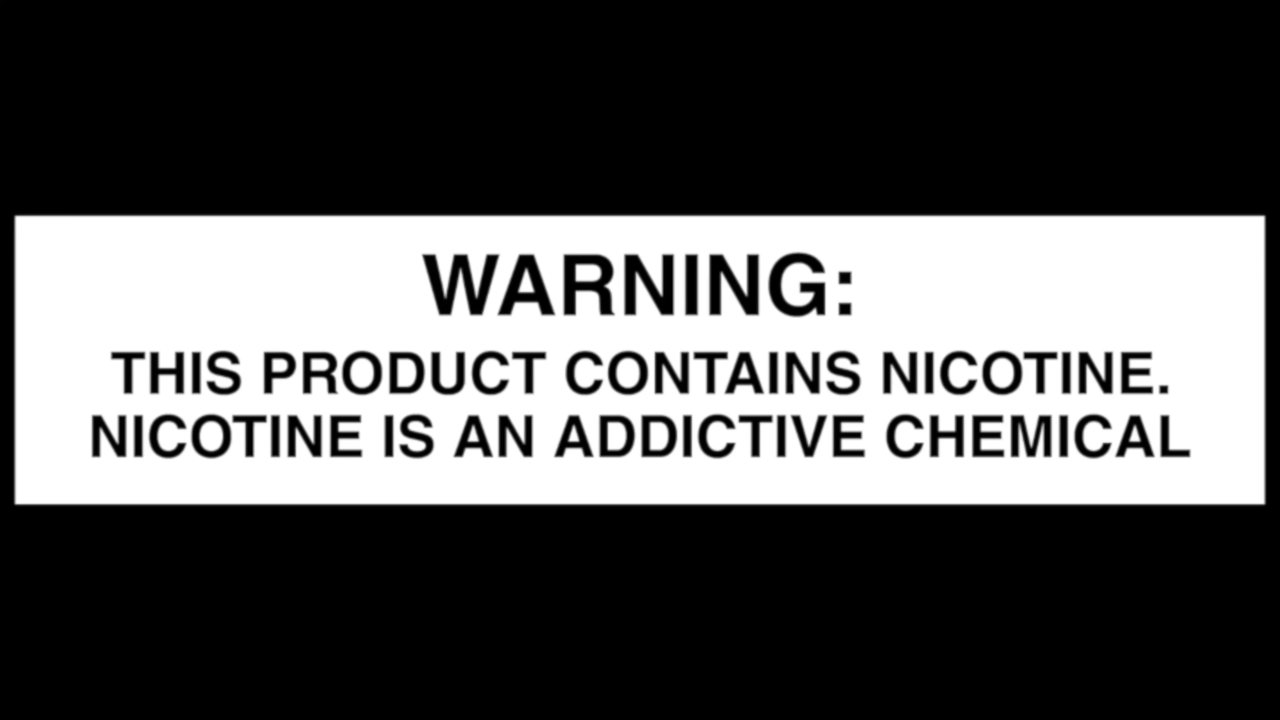 WARNING:
THIS PRODUCT CONTAINS NICOTINE.
NICOTINE IS AN ADDICTIVE CHEMICAL